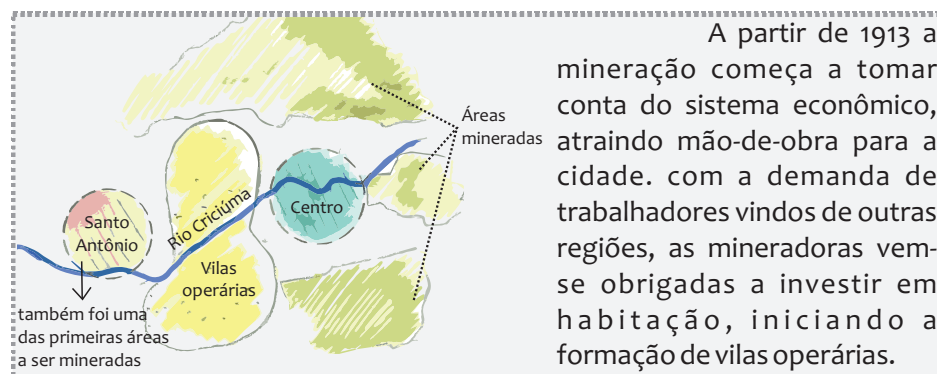 Áreas
mineradas
Rio Criciúma
Centro
Santo
Antônio
Vilas
operárias
também foi uma
das primeiras áreas
a ser mineradas
A partir de 1913 a
mineração começa a tomar
conta do sistema econômico,
atraindo mão-de-obra para a
cidade. com a demanda de
trabalhadores vindos de outras
regiões, as mineradoras vem-
se obrigadas a investir em
habitação, iniciando a
formação de vilas operárias.